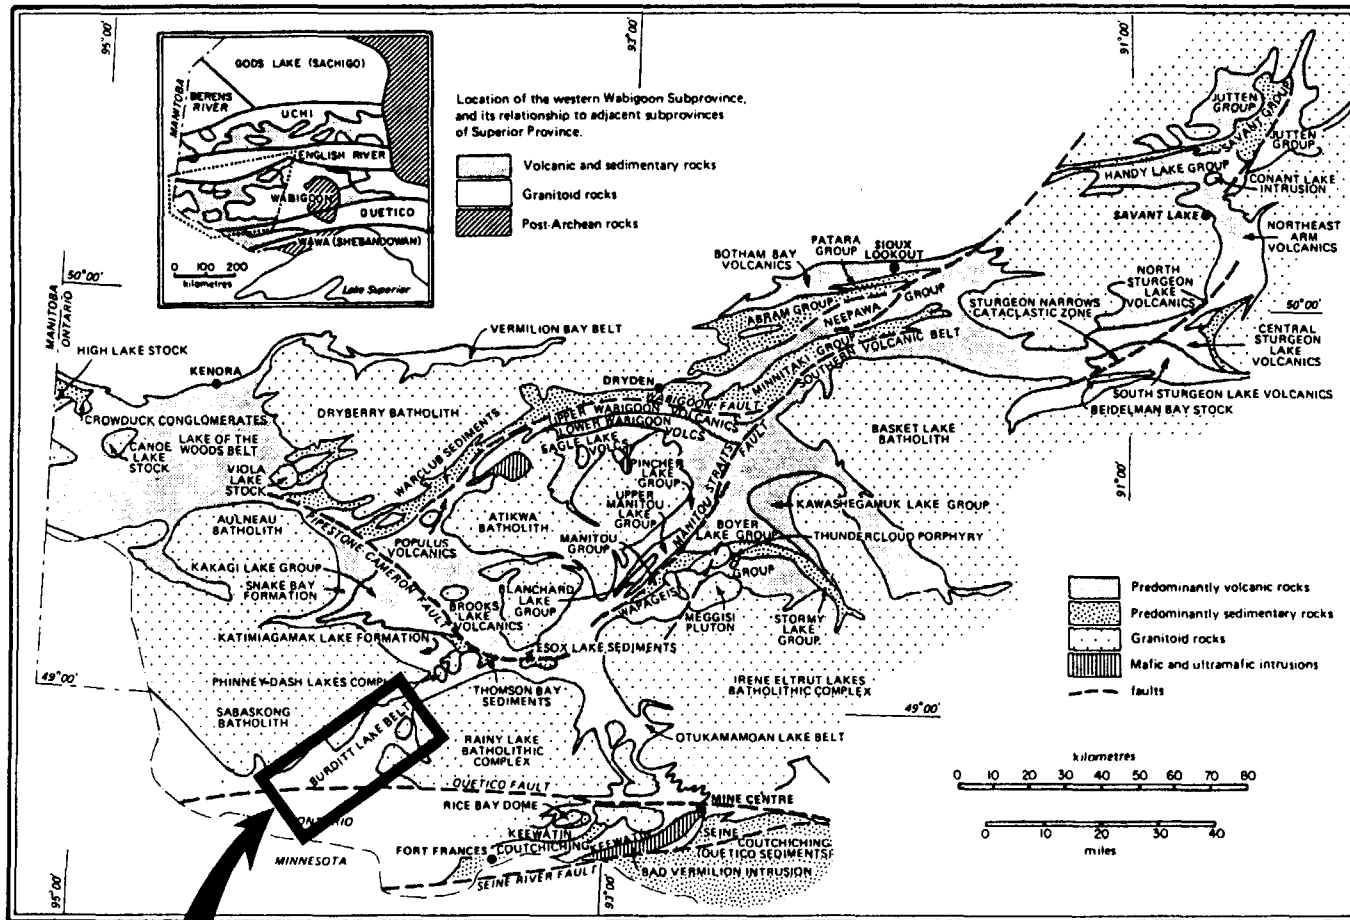 95°00'
93°00'
91°00'
GODS LAKE (SACHIGO)
MANITOBA
BERENS
RIVER
UCHI
ENGLISH RIVER
WABIGOON
QUETICO
WAWA (SHEBANDOWAN)
0 100 200
kilometres
Lake Superior
Location of the western Wabigoon Subprovince,
and its relationship to adjacent subprovinces
of Superior Province.
Volcanic and sedimentary rocks
Granitoid rocks
Post-Archean rocks
JUTTEN
GROUP
SAVANT GROUP
JUTTEN
GROUP
HANDY LAKE GROUP
CONANT LAKE
INTRUSION
SAVANT LAKE
NORTHEAST
ARM
VOLCANICS
PATARA
GROUP
SIOUX
LOOKOUT
BOTHAM BAY
VOLCANICS
ABRAM GROUP
NEEPAWA GROUP
MINNITAKI GROUP
SOUTHERN VOLCANIC BELT
STURGEON NARROWS
CATACLASTIC ZONE
NORTH
STURGEON
LAKE
VOLCANICS
50°00'
CENTRAL
STURGEON
LAKE
VOLCANICS
SOUTH STURGEON LAKE VOLCANICS
BEIDELMAN BAY STOCK
50°00'
MANITOBA
ONTARIO
HIGH LAKE STOCK
KENORA
VERMILION BAY BELT
DRYDEN
WABIGOON FAULT
CROWDUCK CONGLOMERATES
DRYBERRY BATHOLITH
CANOE
LAKE
STOCK
LAKE OF THE
WOODS BELT
VIOLA
LAKE
STOCK
WARCLUB SEDIMENTS
UPPER WABIGOON VOLCANICS
LOWER WABIGOON
VOLCS
EAGLE LAKE
VOLCS
PINCHER
LAKE
GROUP
UPPER
MANITOU
LAKE
GROUP
MANITOU STRAITS
FAULT
BASKET LAKE
BATHOLITH
91°00'
AULNEAU
BATHOLITH
PIPESTONE CAMERON FAULT
POPULUS
VOLCANICS
ATIKWA
BATHOLITH
MANITOU
GROUP
BOYER
LAKE GROUP
KAWASHEGAMUK LAKE GROUP
THUNDERCLOUD PORPHYRY
KAKAGI LAKE GROUP
SNAKE BAY
FORMATION
BROOKS
LAKE
VOLCANICS
BLANCHARD
LAKE
GROUP
WAPAGEISI
GROUP
MEGGISI
PLUTON
STORMY
LAKE
GROUP
KATIMIAGAMAK LAKE FORMATION
ESOX LAKE SEDIMENTS
49°00'
PHINNEY-DASH LAKES COMPL
THOMSON BAY
SEDIMENTS
IRENE ELTRUT LAKES
BATHOLITHIC COMPLEX
SABASKONG
BATHOLITH
BURDITT LAKE BELT
RAINY LAKE
BATHOLITHIC
COMPLEX
OTUKAMAMOAN LAKE BELT
49°00'
QUETICO FAULT
RICE BAY DOME
MINE CENTRE
ONTARIO
MINNESOTA
KEEWATIN
COUTCHICHING
KEEWATIN
SEINE
COUTCHICHING
QUETICO SEDIMENTS
FORT FRANCES
BAD VERMILION INTRUSION
SEINE RIVER FAULT
95°00'
93°00'
Predominantly volcanic rocks
Predominantly sedimentary rocks
Granitoid rocks
Mafic and ultramafic intrusions
faults
kilometres
0 10 20 30 40 50 60 70 80
0 10 20 30 40
miles